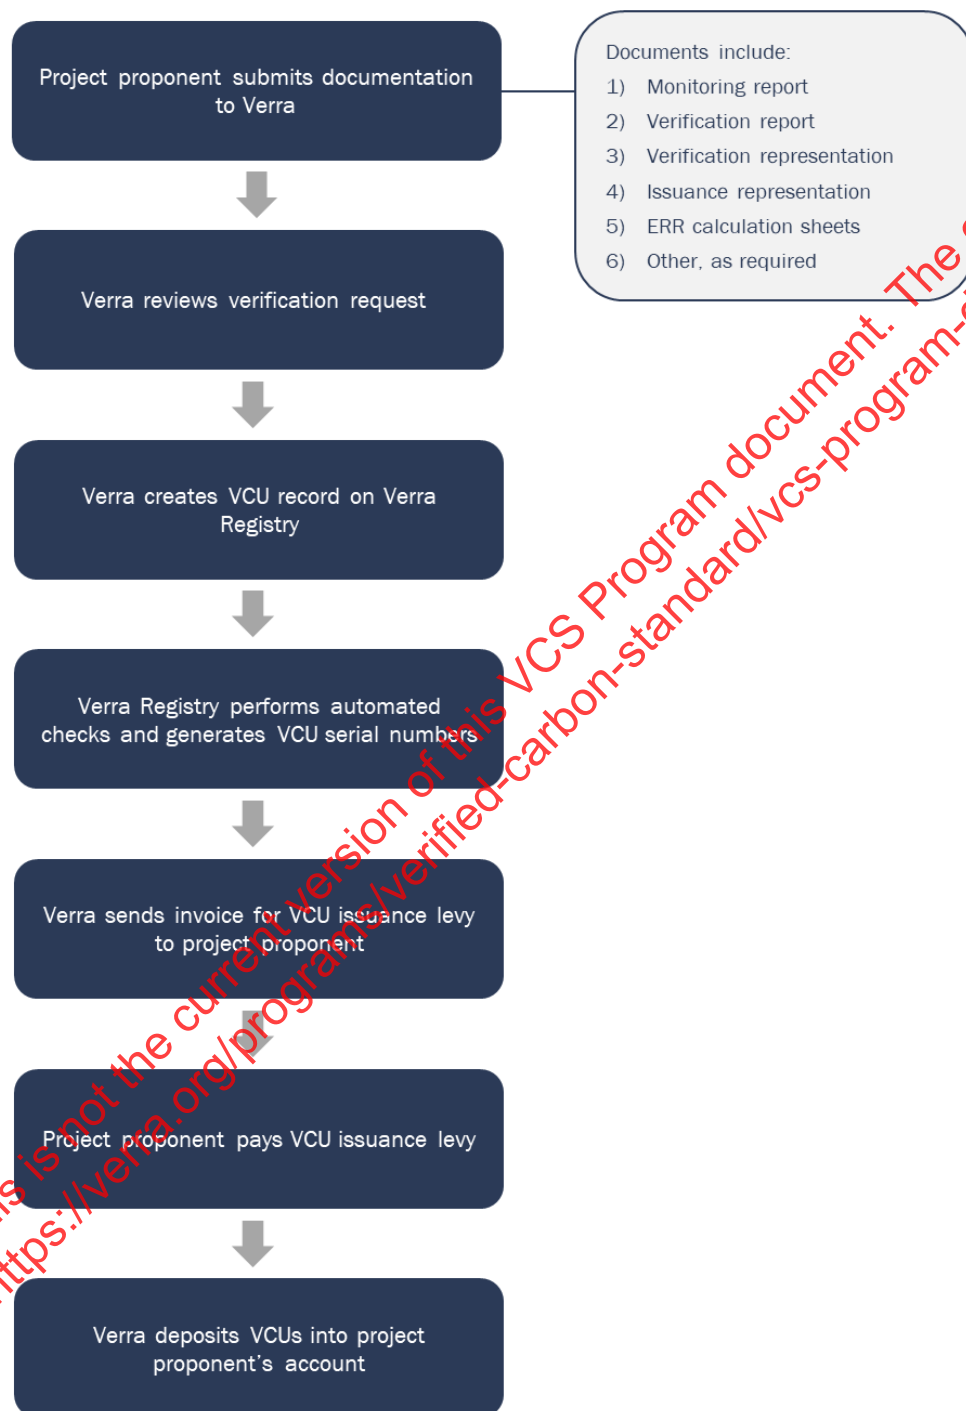 Project proponent submits documentation
to Verra
Documents include:
1) Monitoring report
2) Verification report
3) Verification representation
4) Issuance representation
5) ERR calculation sheets
6) Other, as required
Verra reviews verification request
Verra creates VCU record on Verra
Registry
Verra Registry performs automated
checks and generates VCU serial numbers
Verra sends invoice for VCU issuance levy
to project proponent
Project proponent pays VCU issuance levy
Verra deposits VCUs into project
proponent's account
is not the current version of this VCS Program document. The
https://verra.org/programs/verified-carbon-standard/vcs-program-